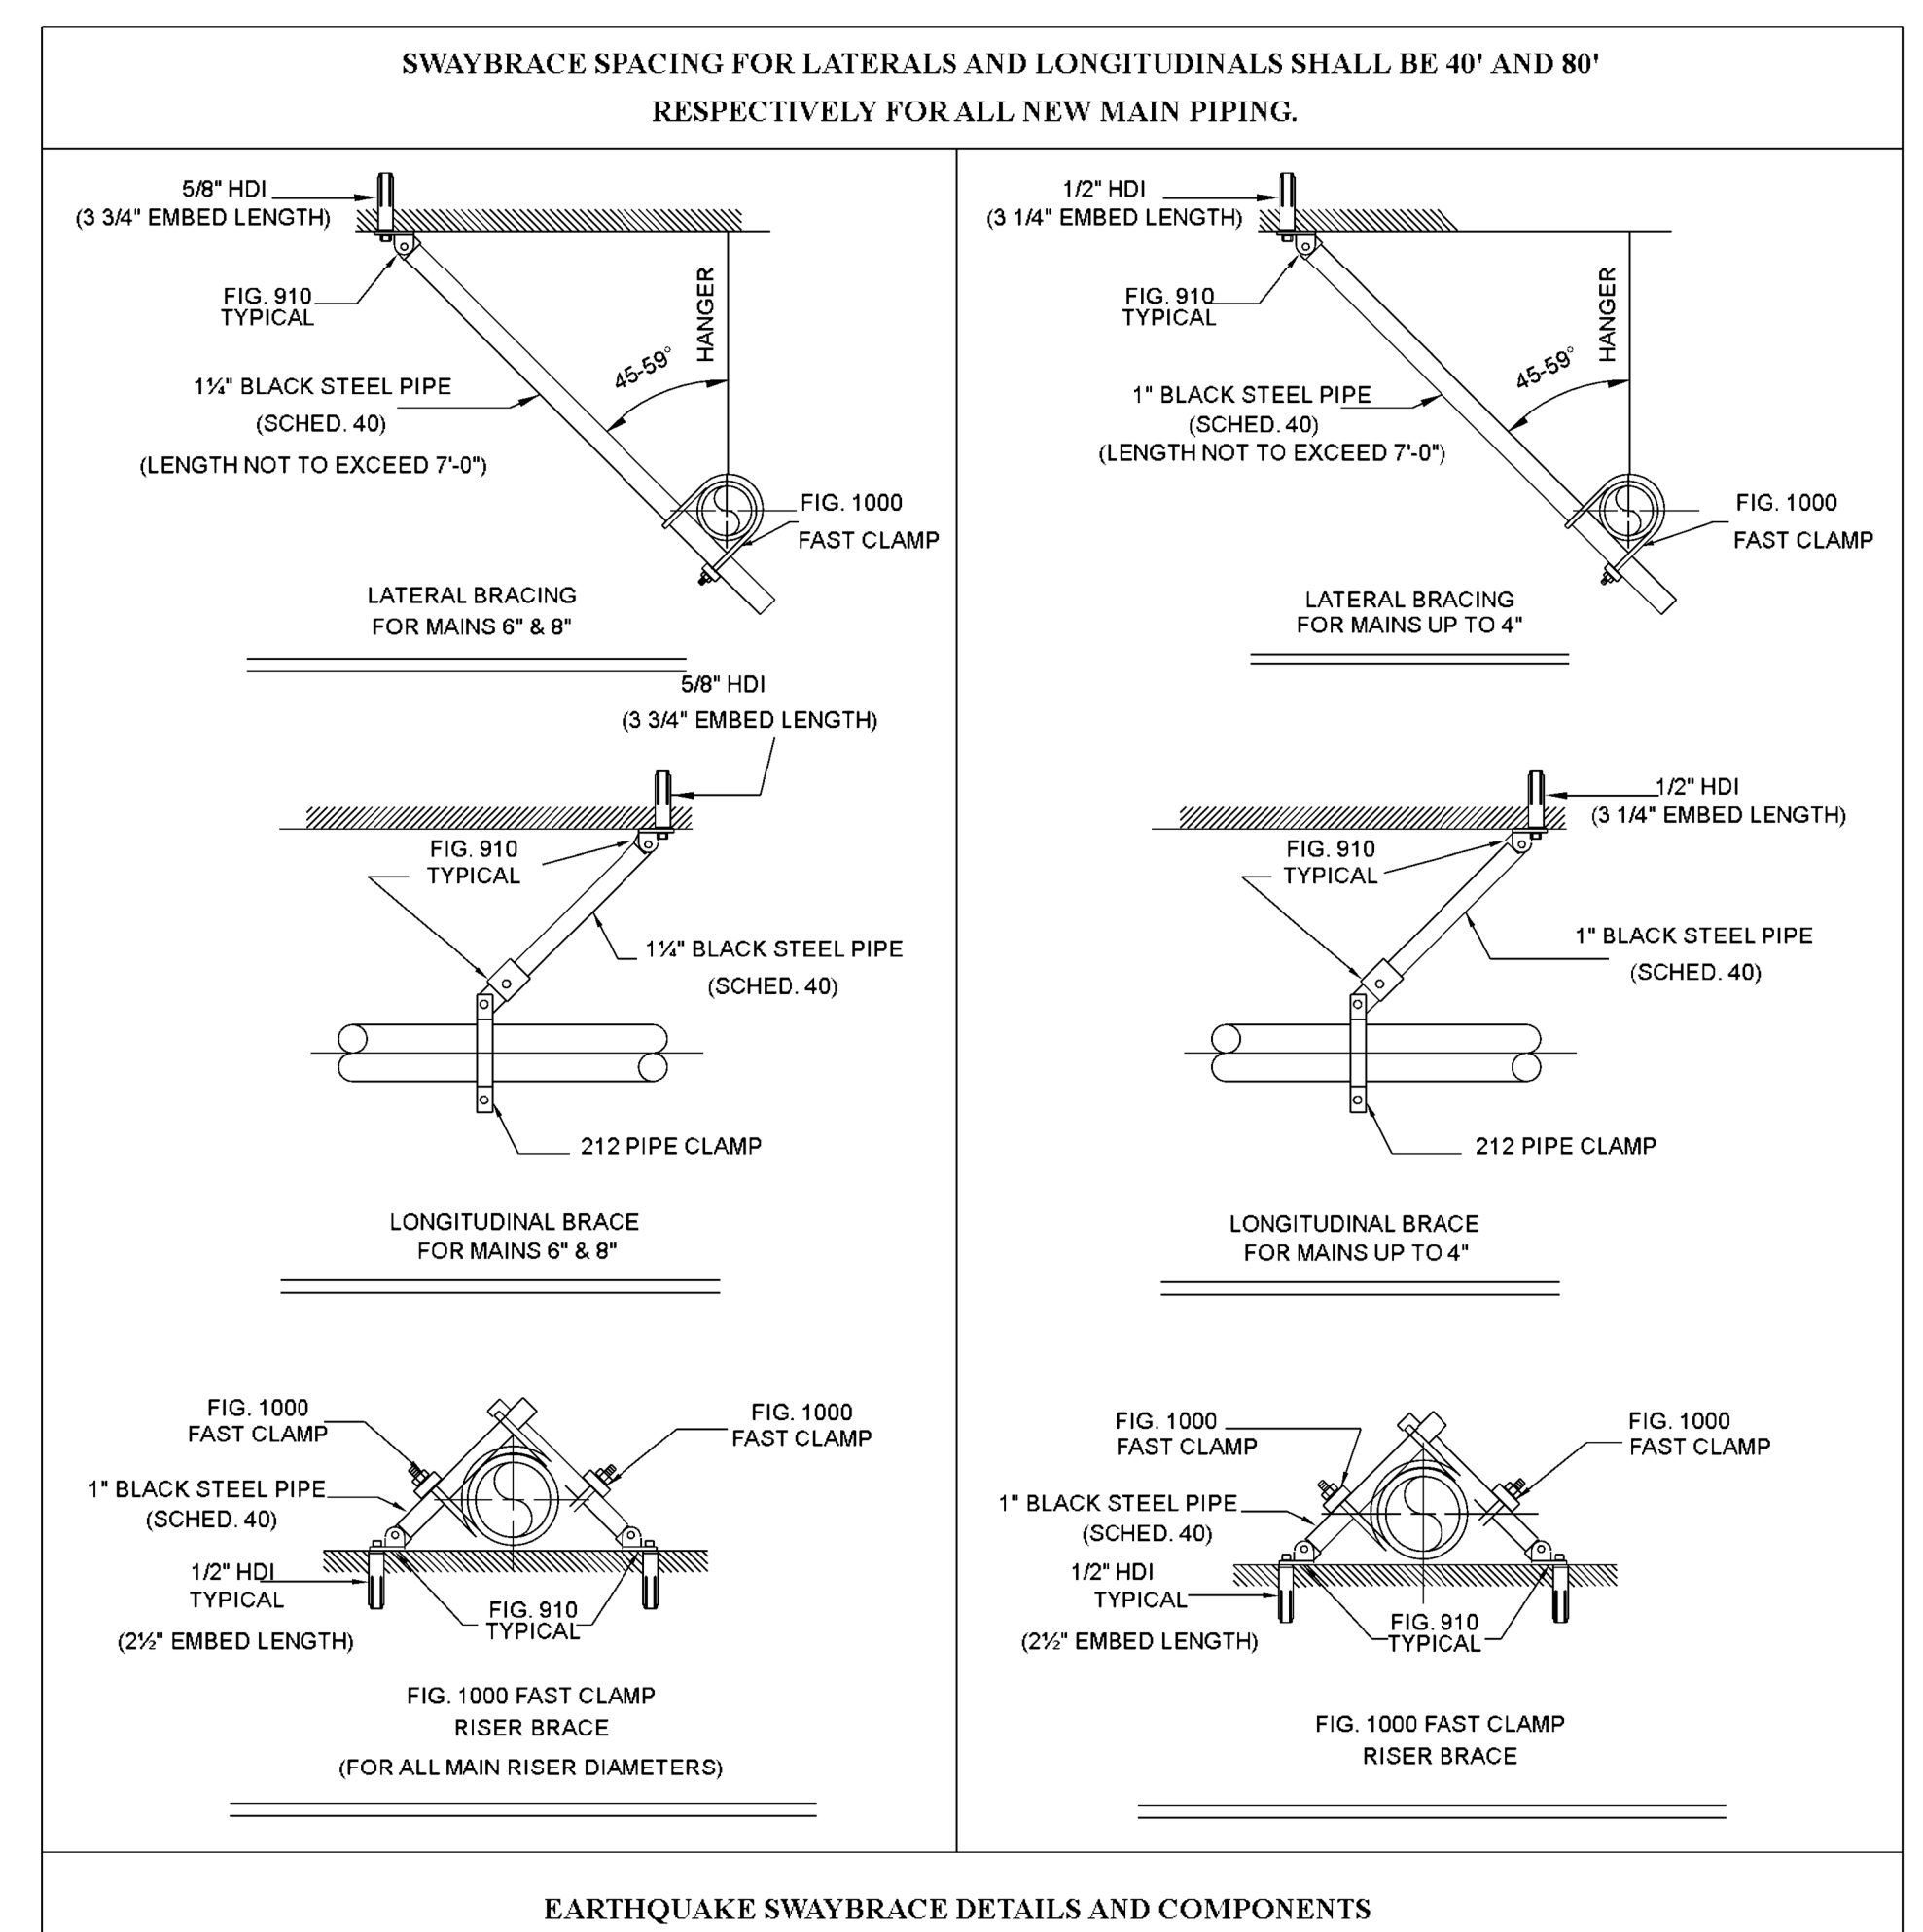 SWAYBRACE SPACING FOR LATERALS AND LONGITUDINALS SHALL BE 40' AND 80'
RESPECTIVELY FOR ALL NEW MAIN PIPING.
5/8" HDI
(3 3/4" EMBED LENGTH)
FIG. 910
TYPICAL
HANGER
45-59°
1¼" BLACK STEEL PIPE
(SCHED. 40)
(LENGTH NOT TO EXCEED 7'-0")
FIG. 1000
FAST CLAMP
LATERAL BRACING
FOR MAINS 6" & 8"
5/8" HDI
(3 3/4" EMBED LENGTH)
FIG. 910
TYPICAL
1¼" BLACK STEEL PIPE
(SCHED. 40)
212 PIPE CLAMP
LONGITUDINAL BRACE
FOR MAINS 6" & 8"
FIG. 1000
FAST CLAMP
FIG. 1000
FAST CLAMP
1" BLACK STEEL PIPE
(SCHED. 40)
1/2" HDI
TYPICAL
(2½" EMBED LENGTH)
FIG. 910
TYPICAL
FIG. 1000 FAST CLAMP
RISER BRACE
(FOR ALL MAIN RISER DIAMETERS)
1/2" HDI
(3 1/4" EMBED LENGTH)
FIG. 910
TYPICAL
HANGER
45-59°
1" BLACK STEEL PIPE
(SCHED. 40)
(LENGTH NOT TO EXCEED 7'-0")
FIG. 1000
FAST CLAMP
LATERAL BRACING
FOR MAINS UP TO 4"
1/2" HDI
(3 1/4" EMBED LENGTH)
FIG. 910
TYPICAL
1" BLACK STEEL PIPE
(SCHED. 40)
212 PIPE CLAMP
LONGITUDINAL BRACE
FOR MAINS UP TO 4"
FIG. 1000
FAST CLAMP
FIG. 1000
FAST CLAMP
1" BLACK STEEL PIPE
(SCHED. 40)
1/2" HDI
TYPICAL
(2½" EMBED LENGTH)
FIG. 910
TYPICAL
FIG. 1000 FAST CLAMP
RISER BRACE
EARTHQUAKE SWAYBRACE DETAILS AND COMPONENTS